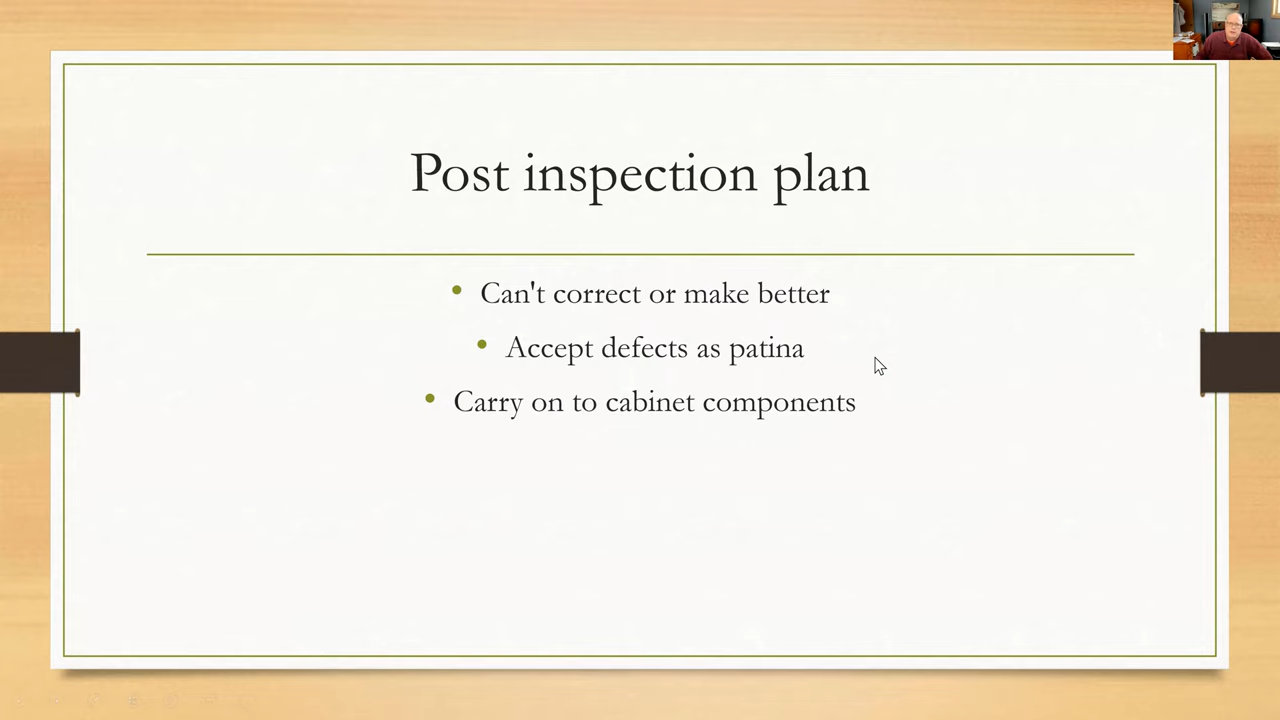 Post inspection plan
• Can't correct or make better
• Accept defects as patina
• Carry on to cabinet components